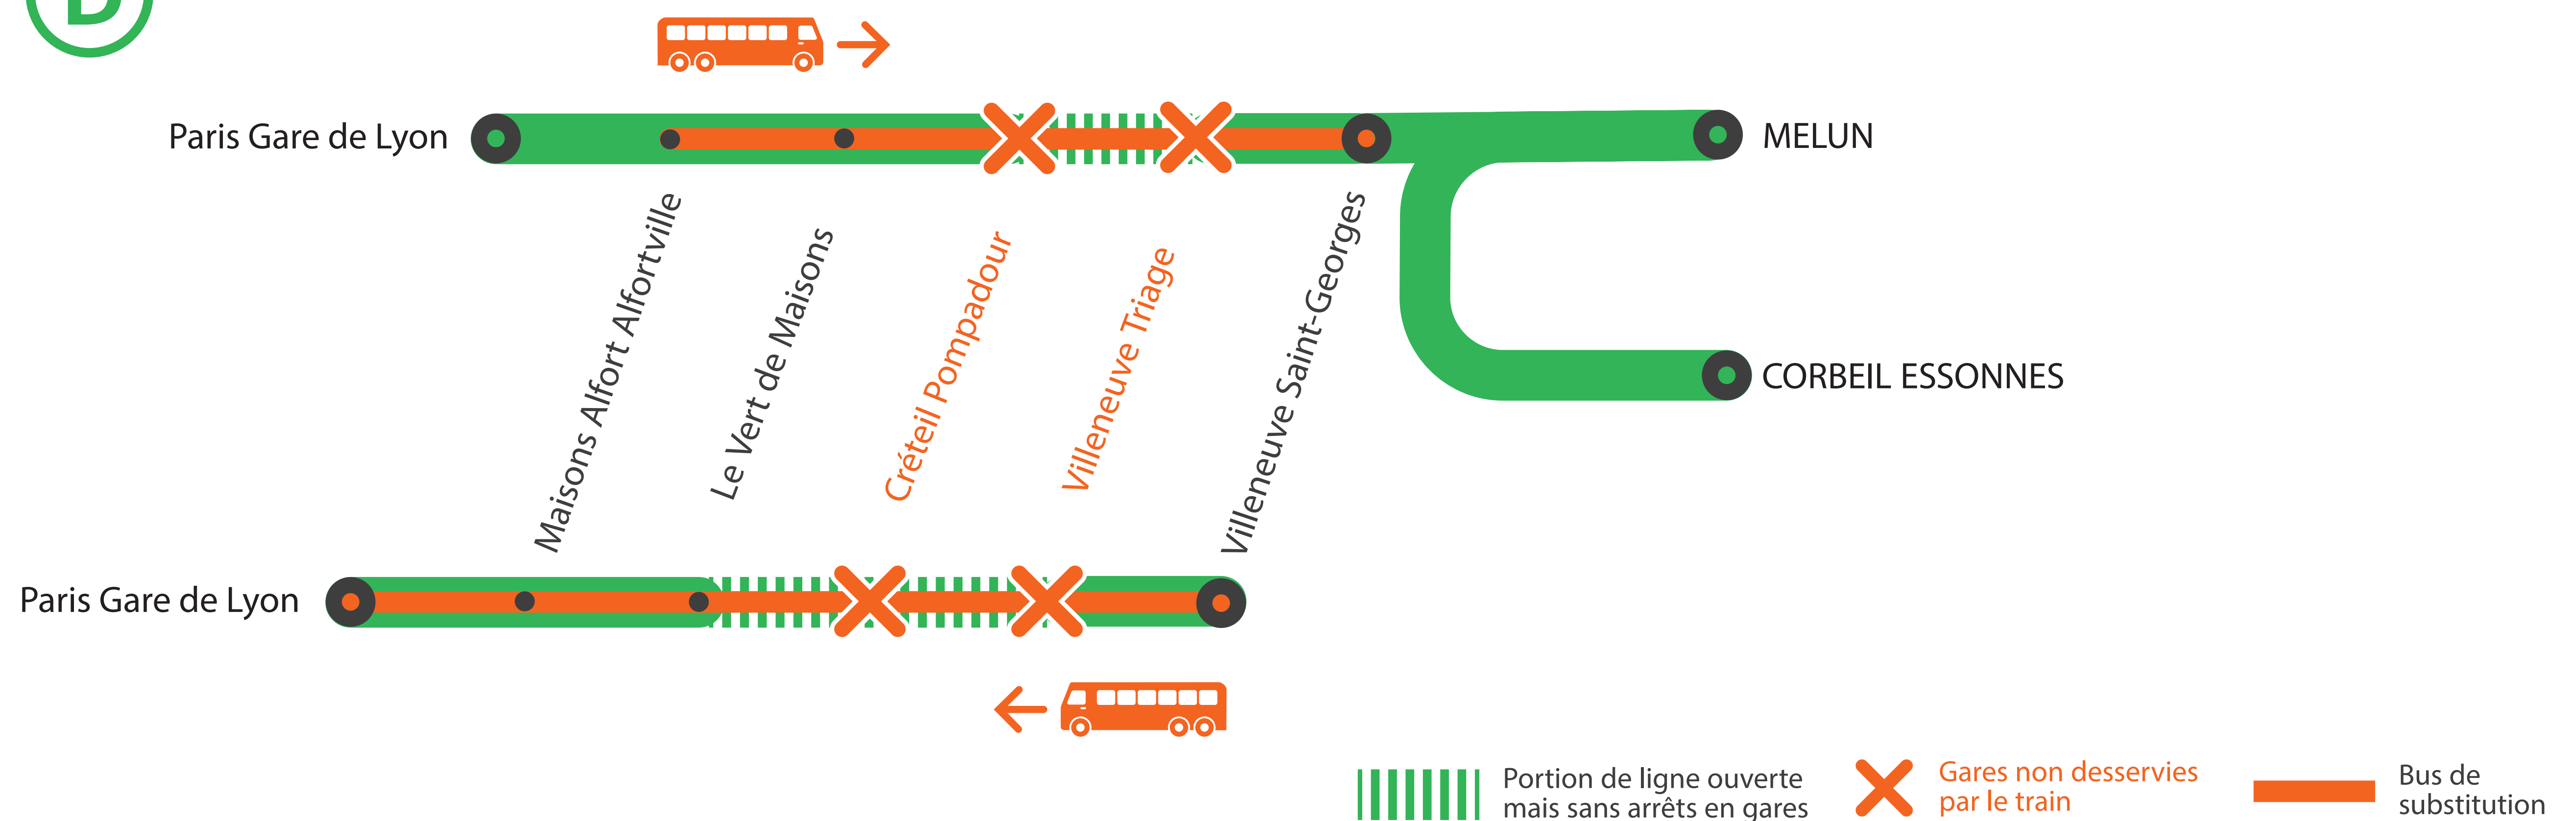 D
Paris Gare de Lyon
MELUN
Maisons Alfort Alfortville
Le Vert de Maisons
Créteil Pompadour
Villeneuve Triage
Villeneuve Saint-Georges
CORBEIL ESSONNES
Paris Gare de Lyon
Portion de ligne ouverte
mais sans arrêts en gares
Gares non desservies
par le train
Bus de
substitution